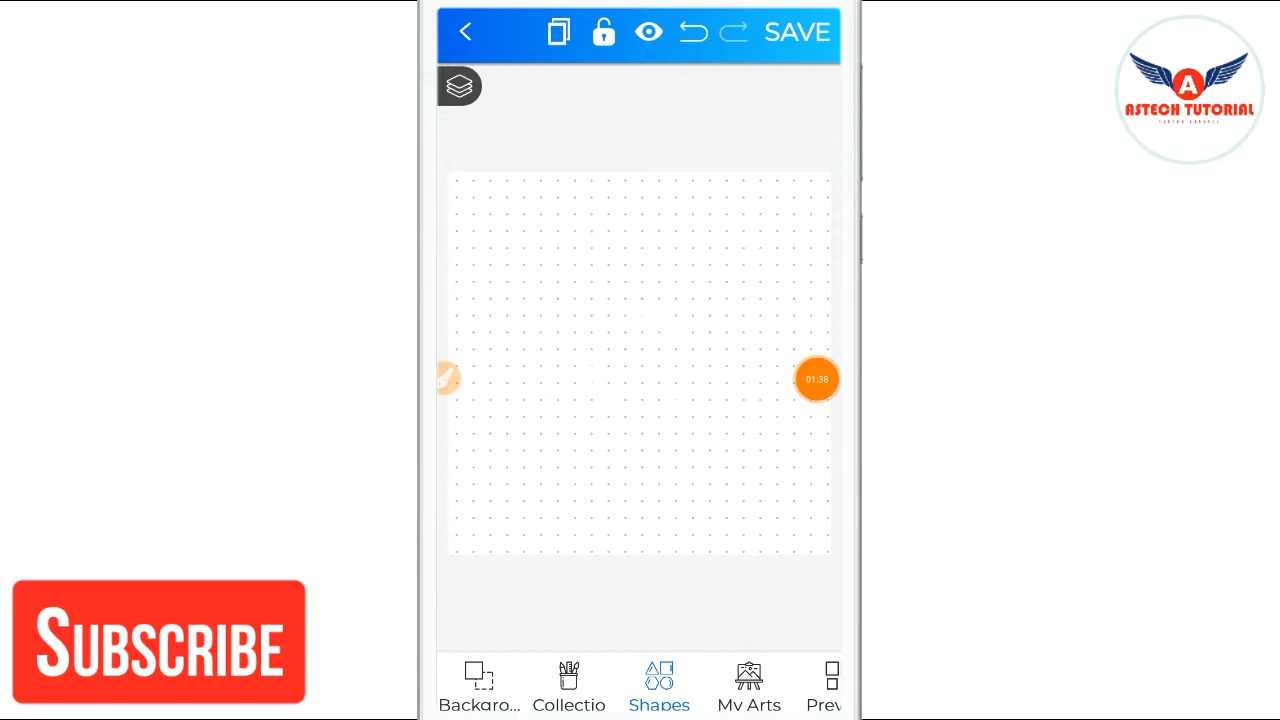 SAVE
A
ASTECH TUTORIAL
01:38
SUBSCRIBE
Backgro...
Collectio
Shapes
My Arts
Prev